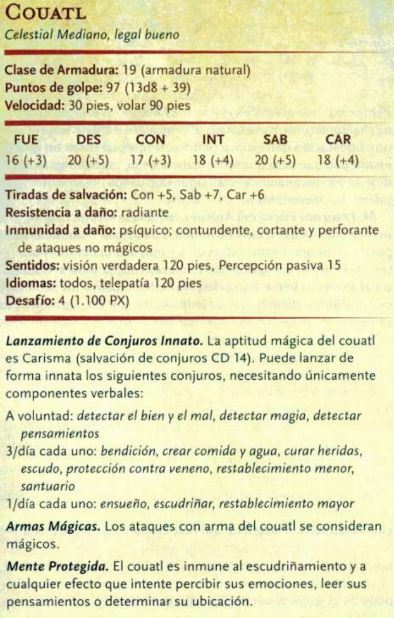 COUATL
Celestial Mediano, legal bueno
Clase de Armadura: 19 (armadura natural)
Puntos de golpe: 97 (13d8 + 39)
Velocidad: 30 pies, volar 90 pies
FUE DES CON INT SAB CAR
16 (+3) 20 (+5) 17 (+3) 18 (+4) 20 (+5) 18 (+4)
Tiradas de salvación: Con +5, Sab +7, Car +6
Resistencia a daño: radiante
Inmunidad a daño: psíquico; contundente, cortante y perforante
de ataques no mágicos
Sentidos: visión verdadera 120 pies, Percepción pasiva 15
Idiomas: todos, telepatía 120 pies
Desafío: 4 (1.100 PX)
Lanzamiento de Conjuros Innato. La aptitud mágica del couatl
es Carisma (salvación de conjuros CD 14). Puede lanzar de
forma innata los siguientes conjuros, necesitando únicamente
componentes verbales:
A voluntad: detectar el bien y el mal, detectar magia, detectar
pensamientos
3/día cada uno: bendición, crear comida y agua, curar heridas,
escudo, protección contra veneno, restablecimiento menor,
santuario
1/día cada uno: ensueño, escudriñar, restablecimiento mayor
Armas Mágicas. Los ataques con arma del couatl se consideran
mágicos.
Mente Protegida. El couatl es inmune al escudriñamiento y a
cualquier efecto que intente percibir sus emociones, leer sus
pensamientos o determinar su ubicación.